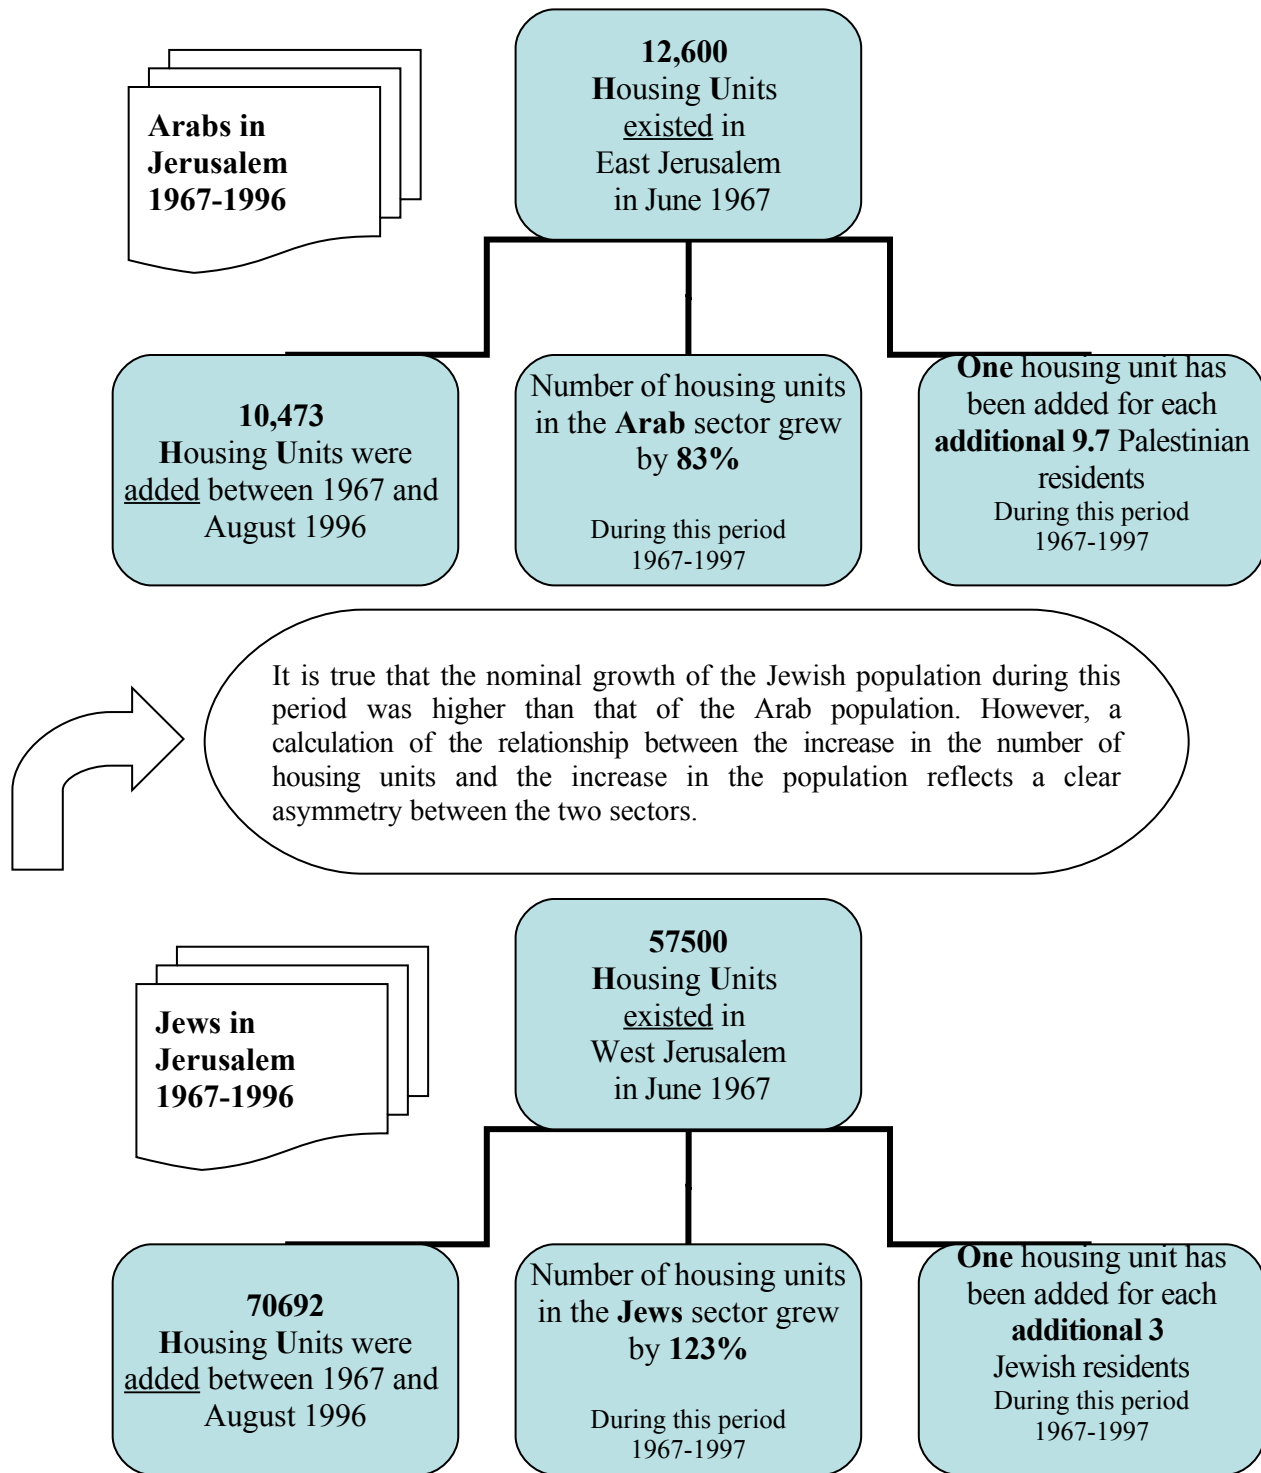 Arabs in
Jerusalem
1967-1996
12,600
Housing Units
existed in
East Jerusalem
in June 1967
10,473
Housing Units were
added between 1967 and
August 1996
Number of housing units
in the Arab sector grew
by 83%
During this period
1967-1997
One housing unit has
been added for each
additional 9.7 Palestinian
residents
During this period
1967-1997
It is true that the nominal growth of the Jewish population during this
period was higher than that of the Arab population. However, a
calculation of the relationship between the increase in the number of
housing units and the increase in the population reflects a clear
asymmetry between the two sectors.
Jews in
Jerusalem
1967-1996
57500
Housing Units
existed in
West Jerusalem
in June 1967
70692
Housing Units were
added between 1967 and
August 1996
Number of housing units
in the Jews sector grew
by 123%
During this period
1967-1997
One housing unit has
been added for each
additional 3
Jewish residents
During this period
1967-1997